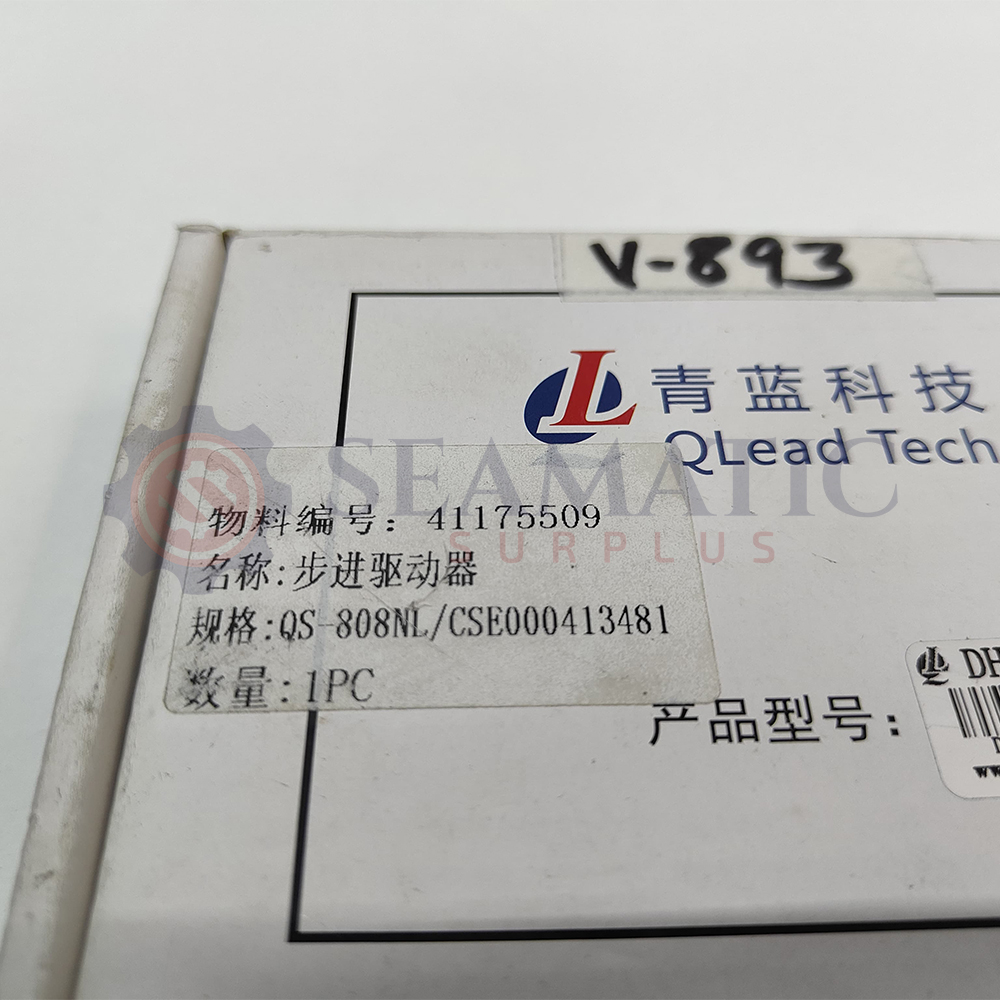 V-893
青蓝科技
QLead Tech
SEAMATIC
SURPLUS
物料编号: 41175509
名称:步进驱动器
规格:QS-808NL/CSE000413481
数量:1PC
产品型号:
DH